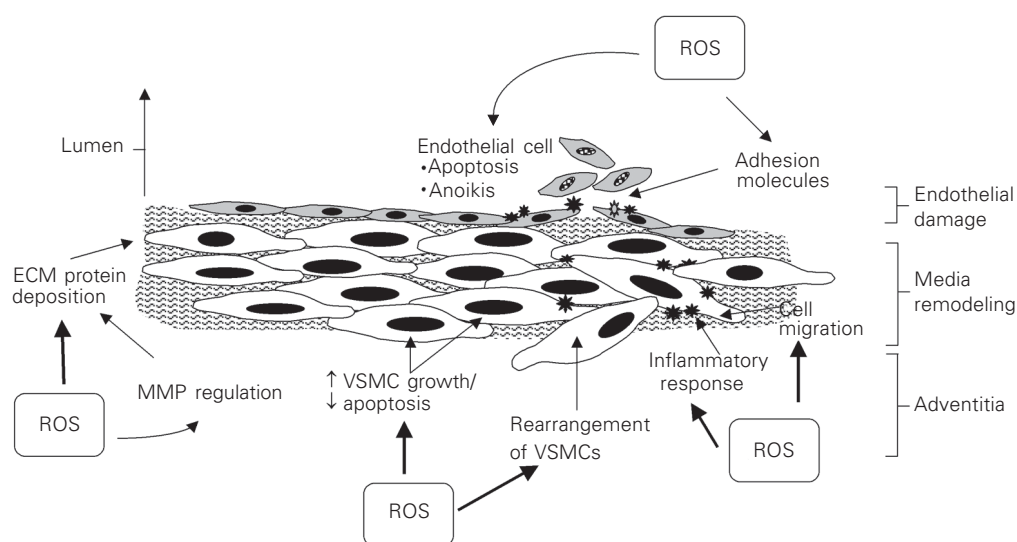 ROS
Lumen
Endothelial cell
•Apoptosis
•Anoikis
Adhesion
molecules
Endothelial
damage
ECM protein
deposition
Media
remodeling
Cell
migration
Inflammatory
response
MMP regulation
↑ VSMC growth/
↓ apoptosis
Adventitia
ROS
Rearrangement
of VSMCs
ROS
ROS